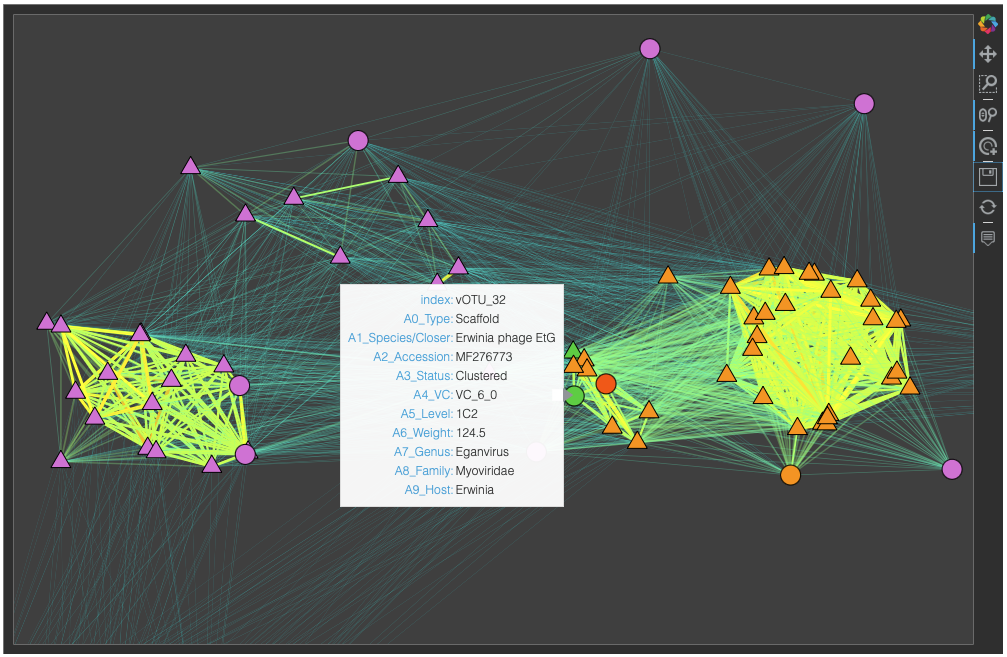 index: vOTU_32
A0_Type: Scaffold
A1_Species/Closer: Erwinia phage EtG
A2_Accession: MF276773
A3_Status: Clustered
A4_VC: VC_6_0
A5_Level: 1C2
A6_Weight: 124.5
A7_Genus: Eganvirus
A8_Family: Myoviridae
A9_Host: Erwinia